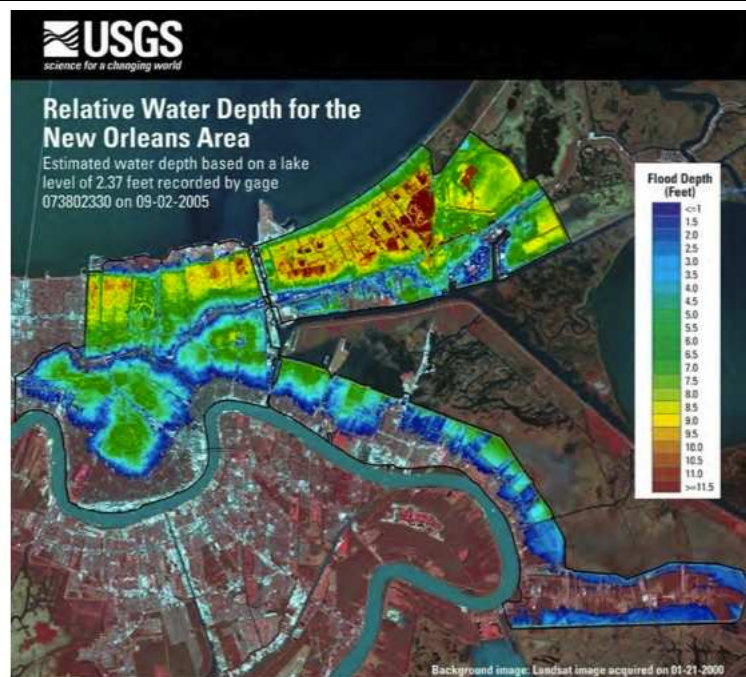 USGS
science for a changing world
Relative Water Depth for the
New Orleans Area
Estimated water depth based on a lake
level of 2.37 feet recorded by gage
073802330 on 09-02-2005
Flood Depth
(Feet)
<=1
1.5
2.0
2.5
3.0
3.5
4.0
4.5
5.0
5.5
6.0
6.5
7.0
7.5
8.0
8.5
9.0
9.5
10.0
10.5
11.0
>=11.5
Background image: Landsat image acquired on 01-21-2000